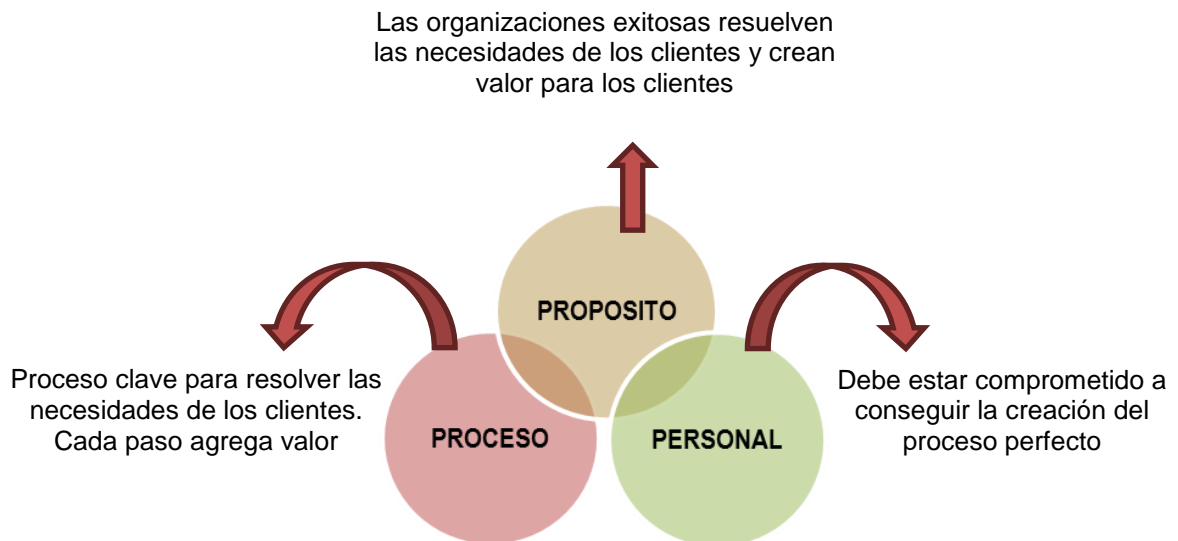 Las organizaciones exitosas resuelven
las necesidades de los clientes y crean
valor para los clientes
PROPOSITO
Proceso clave para resolver las
necesidades de los clientes.
Cada paso agrega valor
PROCESO
PERSONAL
Debe estar comprometido a
conseguir la creación del
proceso perfecto